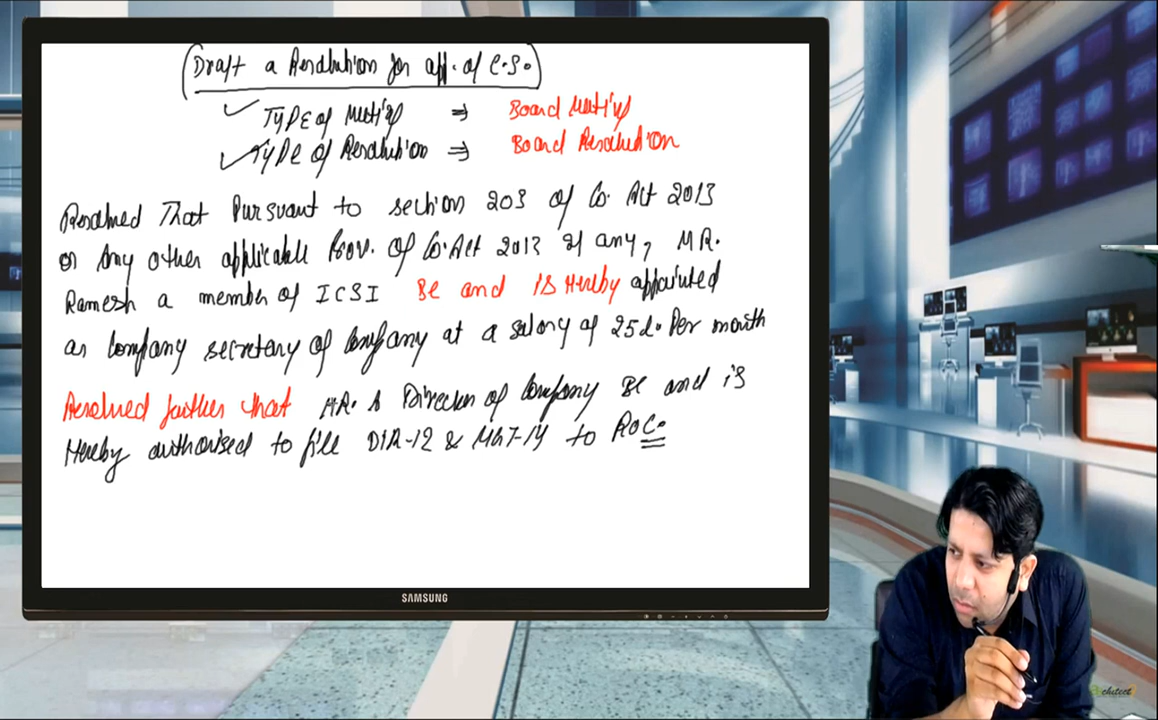 Draft a Resolution for app. of C.S.
TYPE of Meeting ⇒ Board Meeting
TYPE of Resolution ⇒ Board Resolution
Resolved That Pursuant to section 203 of Co. Act 2013
or Any other applicable Prov. of Co. Act 2013 if any, MR.
Ramesh a member of ICSI Be and is Hereby appointed
as Company secretary of Company at a salary of 25L. Per month
Resolved further that MR. A Director of Company Be and is
Hereby authorised to file DIR-12 & MGT-14 to ROC.
SAMSUNG